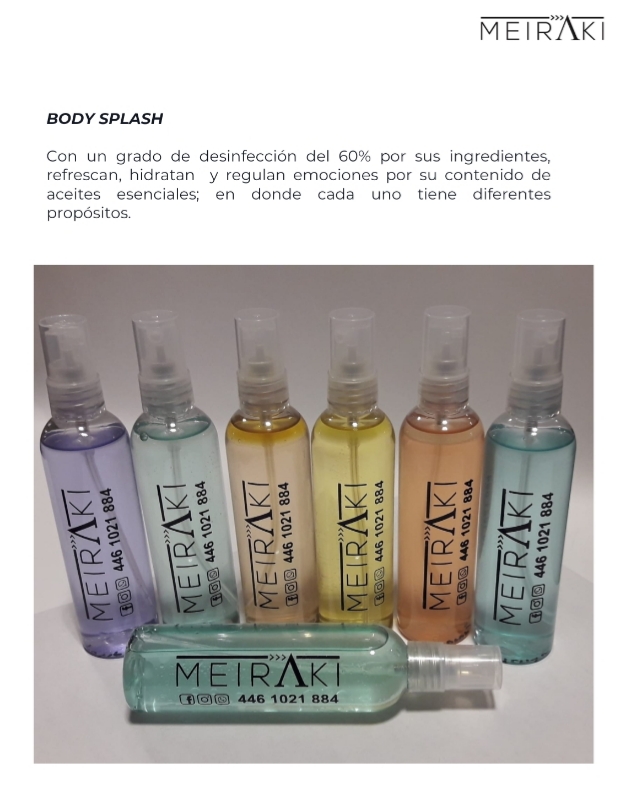 MEIRAKI
BODY SPLASH
Con un grado de desinfección del 60% por sus ingredientes,
refrescan, hidratan y regulan emociones por su contenido de
aceites esenciales; en donde cada uno tiene diferentes
propósitos.
MEIRAKI
446 1021 884
MEIRAKI
446 1021 884
MEIRAKI
446 1021 884
MEIRAKI
446 1021 884
MEIRAKI
446 1021 884
MEIRAKI
446 1021 884
MEIRAKI
446 1021 884